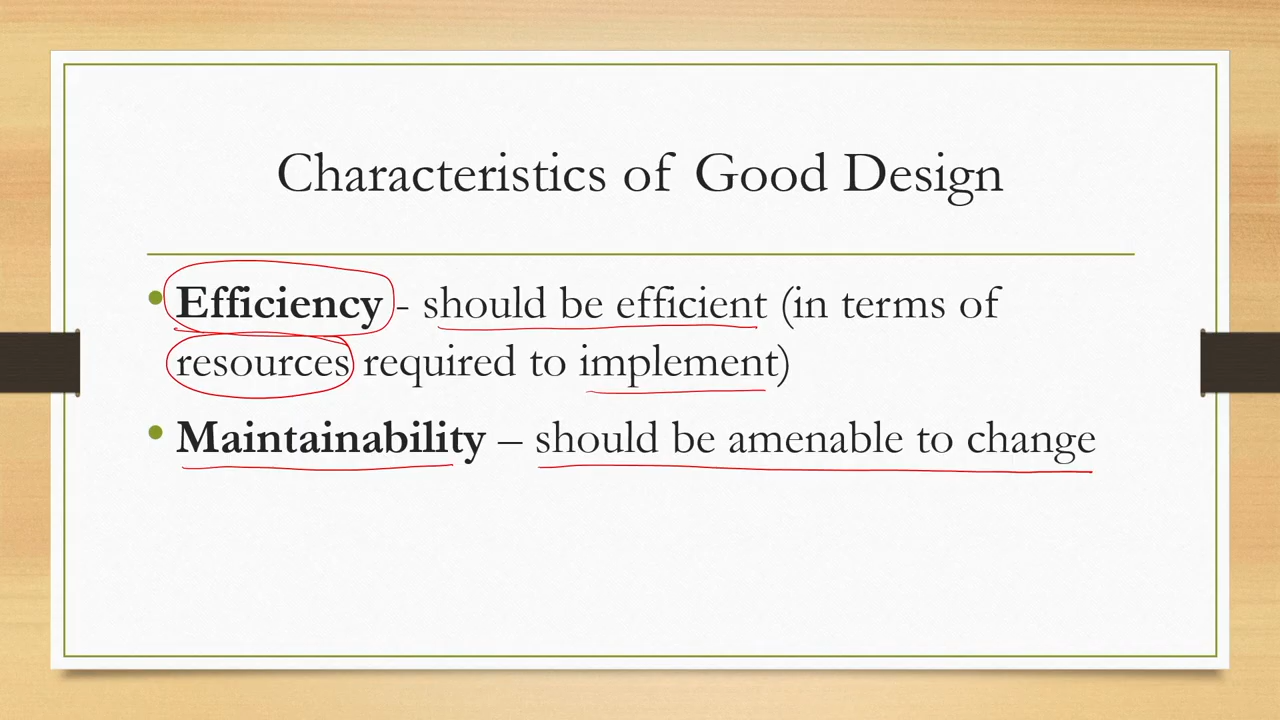 Characteristics of Good Design
• Efficiency - should be efficient (in terms of
resources required to implement)
• Maintainability – should be amenable to change